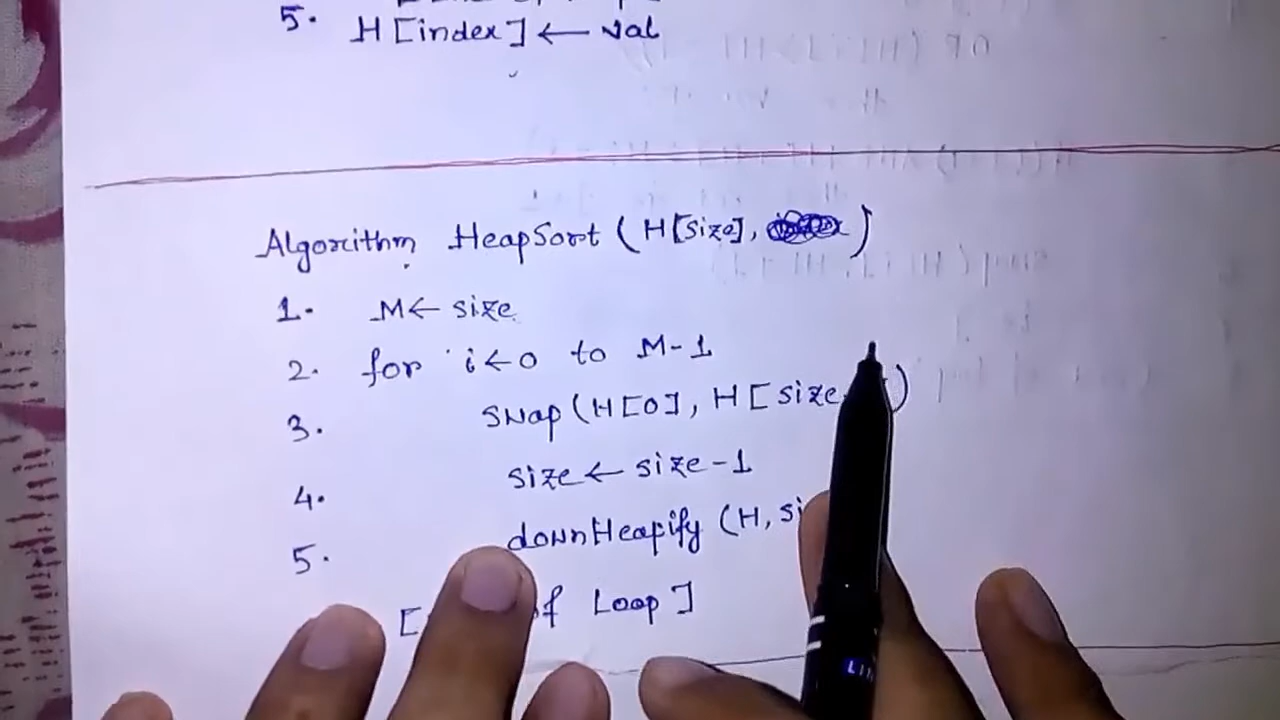 5. H[index] ← val
Algorithm HeapSort (H[size], )
1. M ← size
2. for i ← 0 to M-1
3. swap (H[0], H[size )
4. size ← size-1
5. downHeapify (H,
[ of Loop]